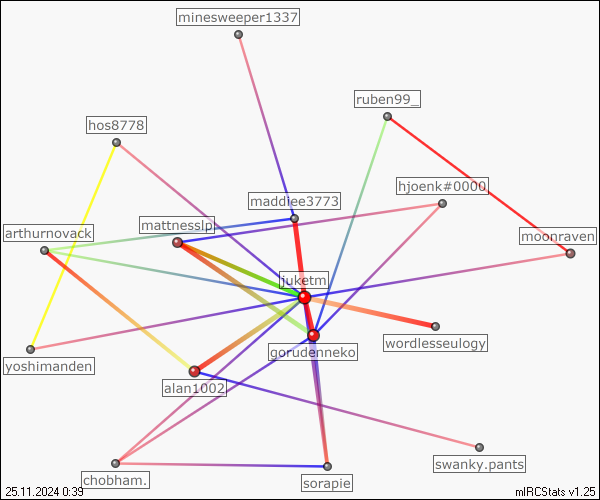 minesweeper1337
ruben99_
hos8778
hjoenk#0000
maddiee3773
mattnesslp
arthurnovack
moonraven
juketm
gorudenneko
wordlesseulogy
yoshimanden
alan1002
swanky.pants
chobham.
sorapie
25.11.2024 0:39
mIRCStats v1.25